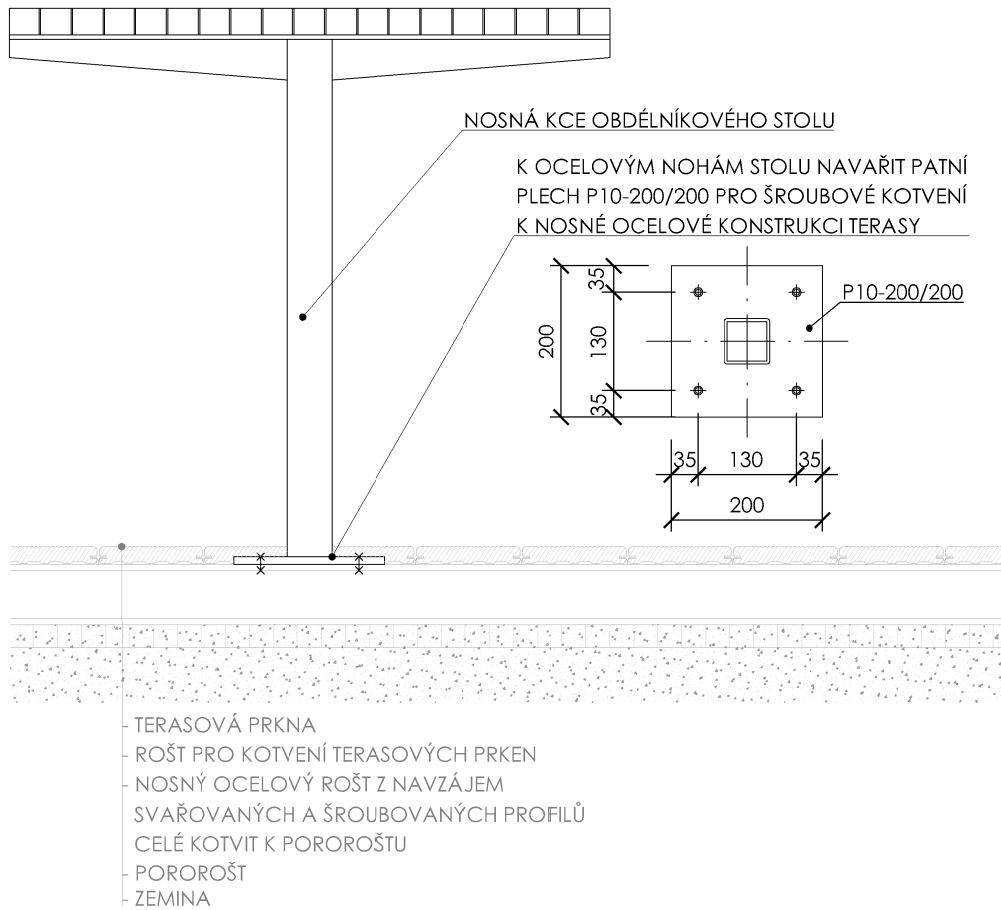 NOSNÁ KCE OBDÉLNÍKOVÉHO STOLU
K OCELOVÝM NOHÁM STOLU NAVAŘIT PATNÍ
PLECH P10-200/200 PRO ŠROUBOVÉ KOTVENÍ
K NOSNÉ OCELOVÉ KONSTRUKCI TERASY
35
P10-200/200
200
130
35
35
130
35
200
- TERASOVÁ PRKNA
- ROŠT PRO KOTVENÍ TERASOVÝCH PRKEN
- NOSNÝ OCELOVÝ ROŠT Z NAVZÁJEM
SVAŘOVANÝCH A ŠROUBOVANÝCH PROFILŮ
CELÉ KOTVIT K POROROŠTU
- POROROŠT
- ZEMINA